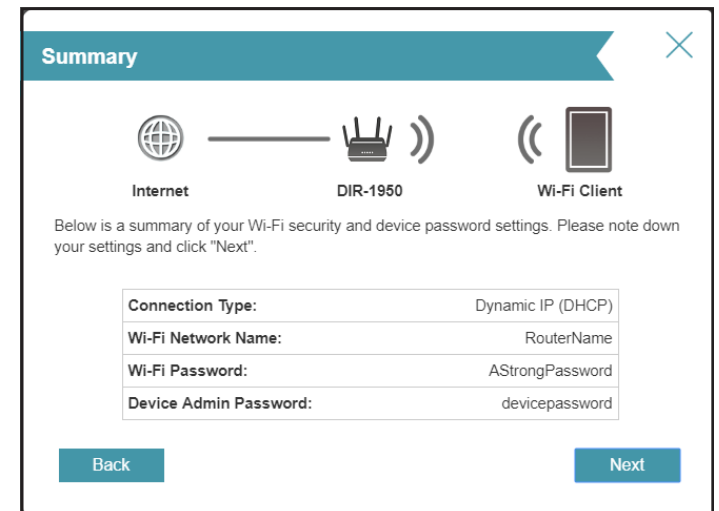 Summary
Internet
DIR-1950
Wi-Fi Client
Below is a summary of your Wi-Fi security and device password settings. Please note down
your settings and click "Next".
Connection Type: Dynamic IP (DHCP)
Wi-Fi Network Name: RouterName
Wi-Fi Password: AStrongPassword
Device Admin Password: devicepassword
Back
Next